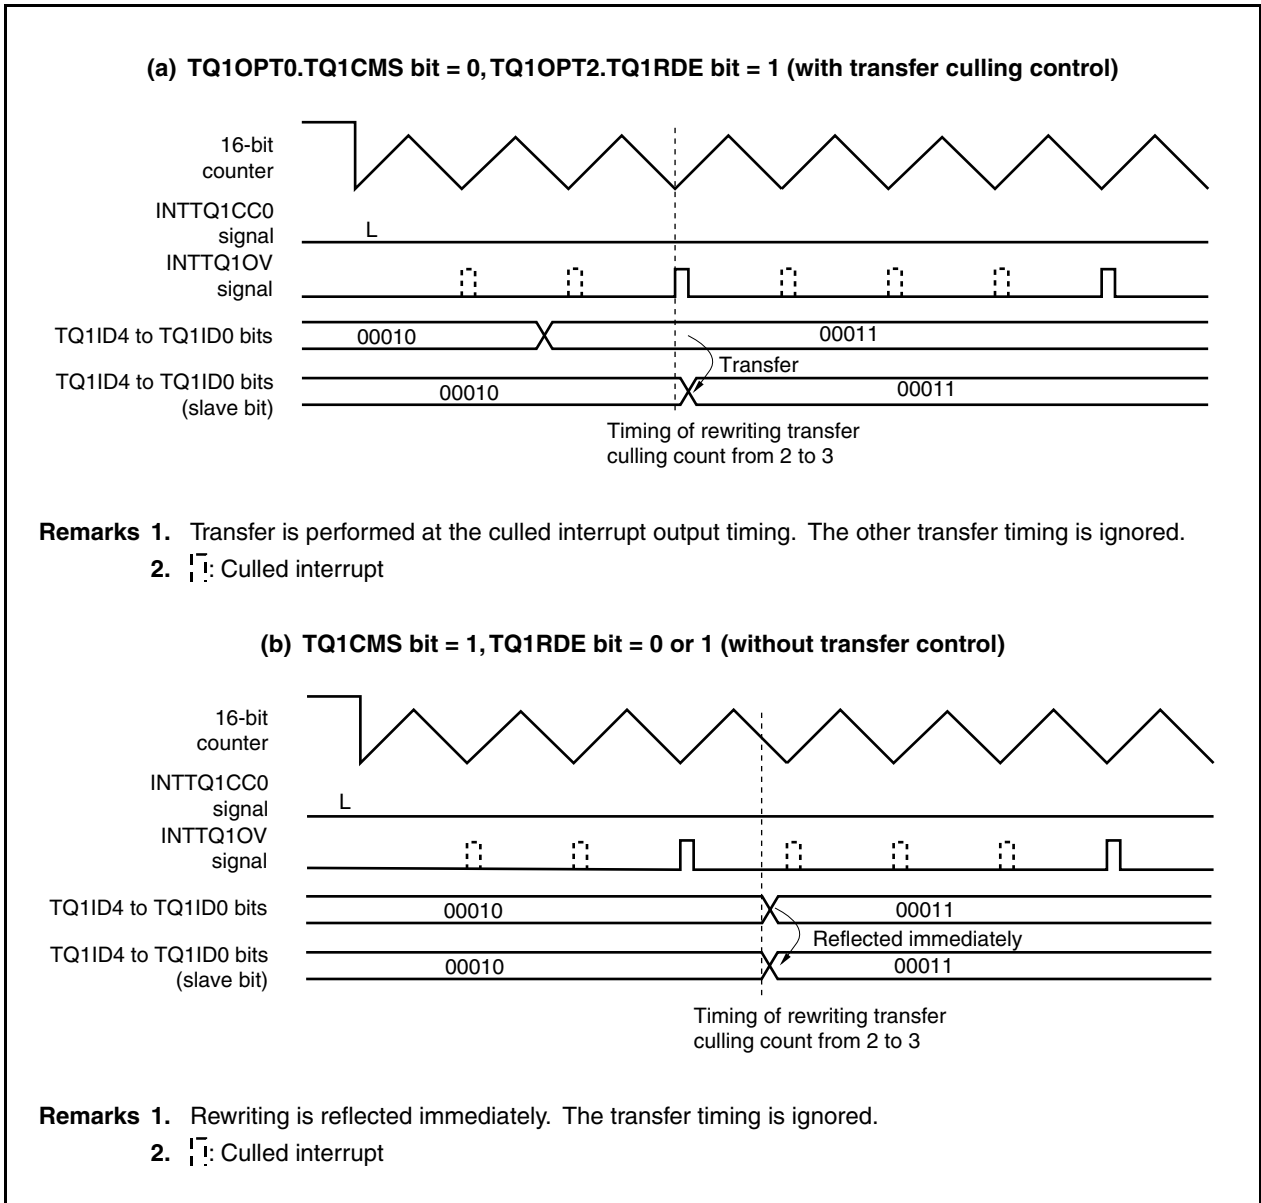 (a) TQ1OPT0.TQ1CMS bit = 0, TQ1OPT2.TQ1RDE bit = 1 (with transfer culling control)
16-bit
counter
INTTQ1CC0
signal
L
INTTQ1OV
signal
TQ1ID4 to TQ1ID0 bits
00010
00011
Transfer
TQ1ID4 to TQ1ID0 bits
(slave bit)
00010
00011
Timing of rewriting transfer
culling count from 2 to 3
Remarks 1. Transfer is performed at the culled interrupt output timing. The other transfer timing is ignored.
2. : Culled interrupt
(b) TQ1CMS bit = 1, TQ1RDE bit = 0 or 1 (without transfer control)
16-bit
counter
INTTQ1CC0
signal
L
INTTQ1OV
signal
TQ1ID4 to TQ1ID0 bits
00010
00011
Reflected immediately
TQ1ID4 to TQ1ID0 bits
(slave bit)
00010
00011
Timing of rewriting transfer
culling count from 2 to 3
Remarks 1. Rewriting is reflected immediately. The transfer timing is ignored.
2. : Culled interrupt